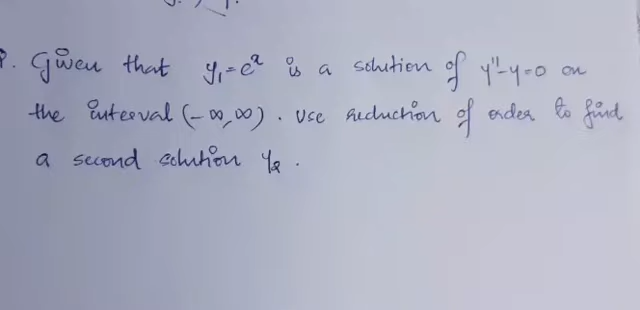 P. Given that y₁=eˣ is a solution of y''-y=0 on
the interval (-∞,∞). Use reduction of order to find
a second solution y₂.